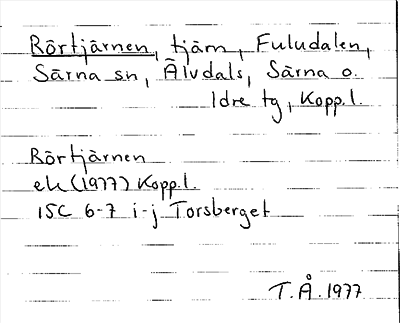 Rörtjärnen, tjärn, Fuludalen,
Särna sn, Älvdals, Särna o.
Idre tg, Kopp.l.
Rörtjärnen
ek (1977) Kopp.l.
15C 6-7 i-j Torsberget
T.Å. 1977